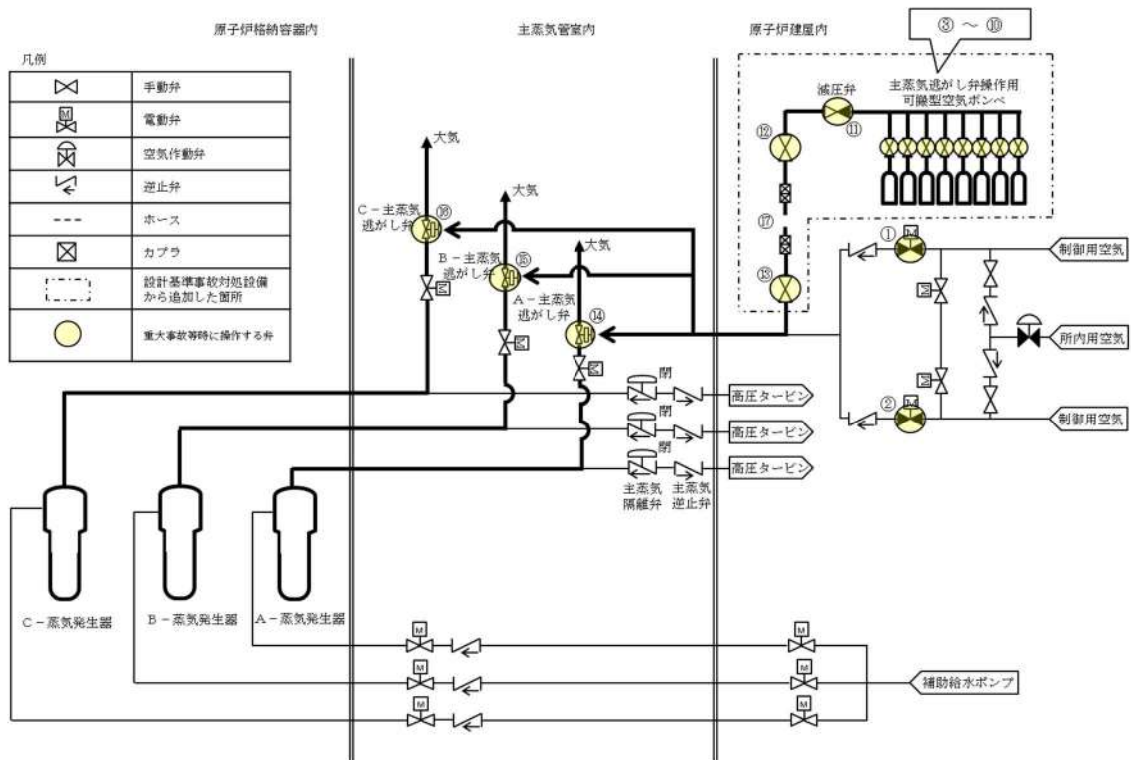 原子炉格納容器内
主蒸気管室内
原子炉建屋内
③ ～ ⑩
凡例
手動弁
M
電動弁
空気作動弁
逆止弁
ホース
カプラ
設計基準事故対処設備
から追加した箇所
重大事故等時に操作する弁
主蒸気逃がし弁操作用
可搬型空気ボンベ
減圧弁
⑪
⑫
⑰
⑬
大気
C－主蒸気
逃がし弁
⑯
大気
B－主蒸気
逃がし弁
⑮
大気
A－主蒸気
逃がし弁
⑭
M
M
M
①
M
制御用空気
M
所内用空気
M
②
M
制御用空気
閉
高圧タービン
閉
高圧タービン
閉
高圧タービン
主蒸気
隔離弁
主蒸気
逆止弁
C－蒸気発生器
B－蒸気発生器
A－蒸気発生器
M
M
M
M
M
M
補助給水ポンプ